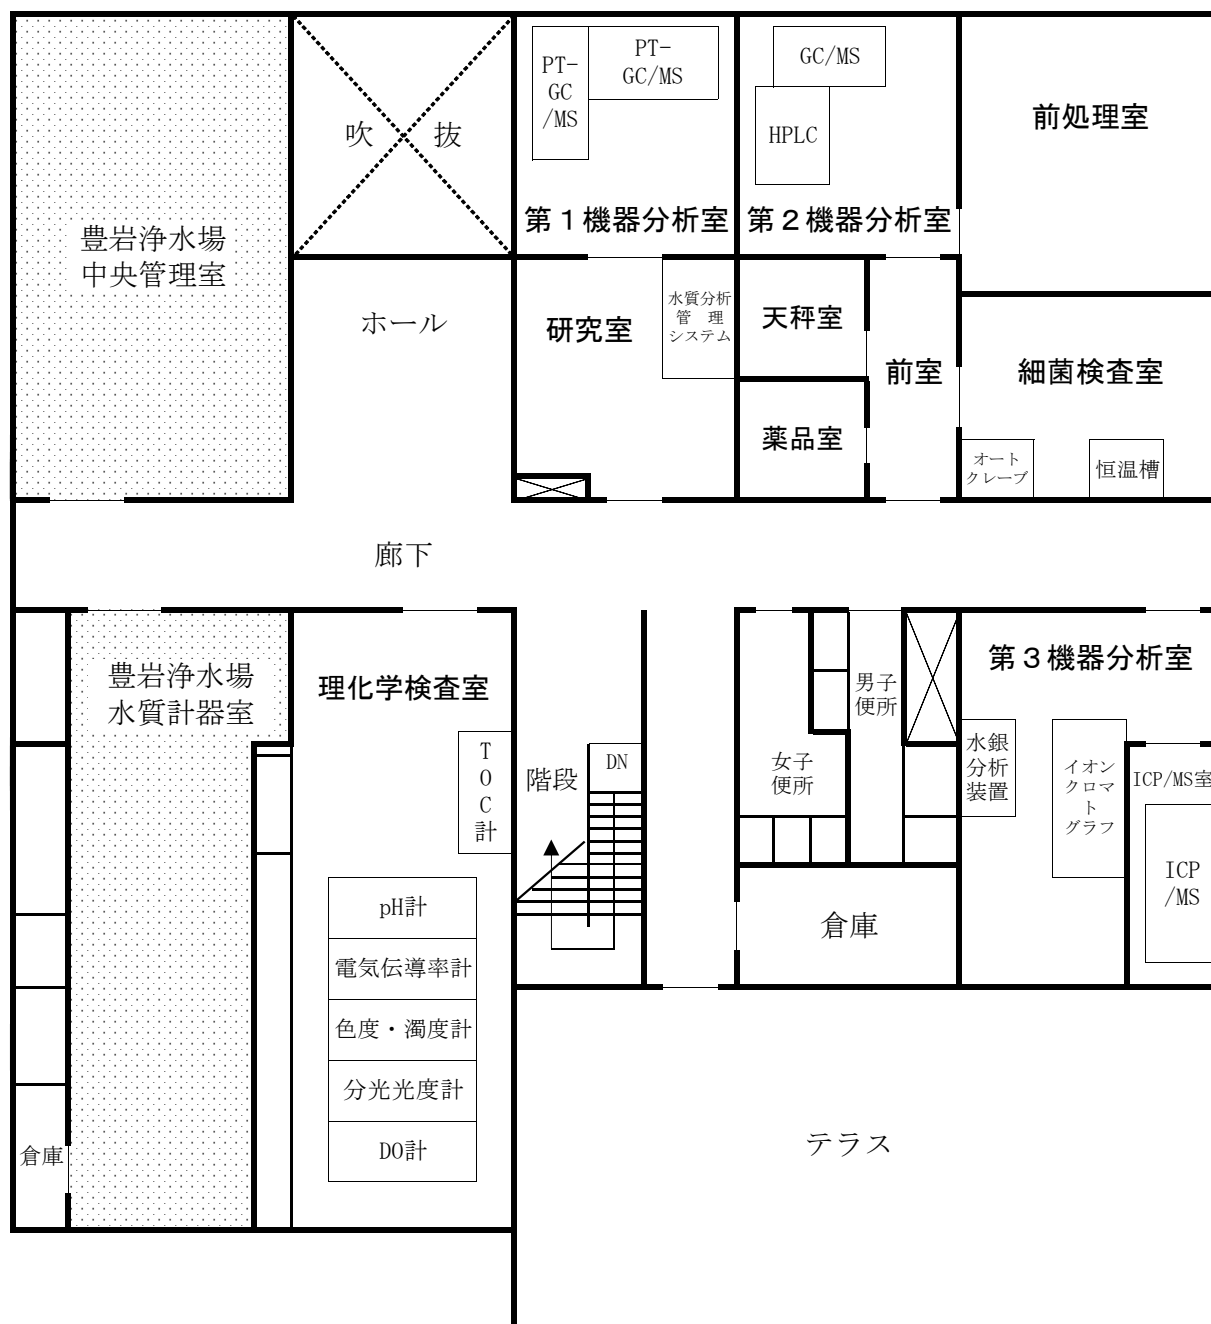 PT-
GC
/MS
PT-
GC/MS
GC/MS
HPLC
前処理室
吹 抜
第1機器分析室
第2機器分析室
豊岩浄水場
中央管理室
ホール
研究室
水質分析
管 理
システム
天秤室
前室
細菌検査室
薬品室
オート
クレーブ
恒温槽
廊下
豊岩浄水場
水質計器室
理化学検査室
T
O
C
計
階段
DN
女子
便所
男子
便所
第3機器分析室
水銀
分析
装置
イオン
クロマ
ト
グラフ
ICP/MS室
ICP
/MS
pH計
電気伝導率計
色度・濁度計
分光光度計
DO計
倉庫
倉庫
テラス